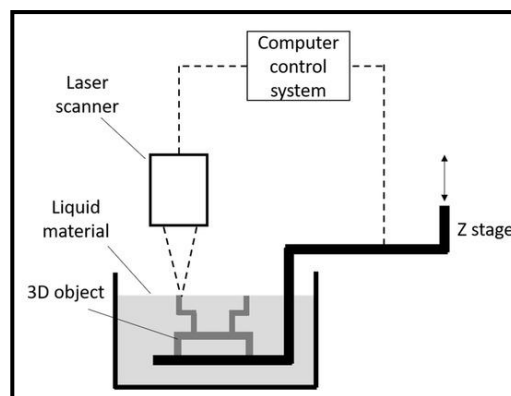 Computer
control
system
Laser
scanner
Liquid
material
Z stage
3D object